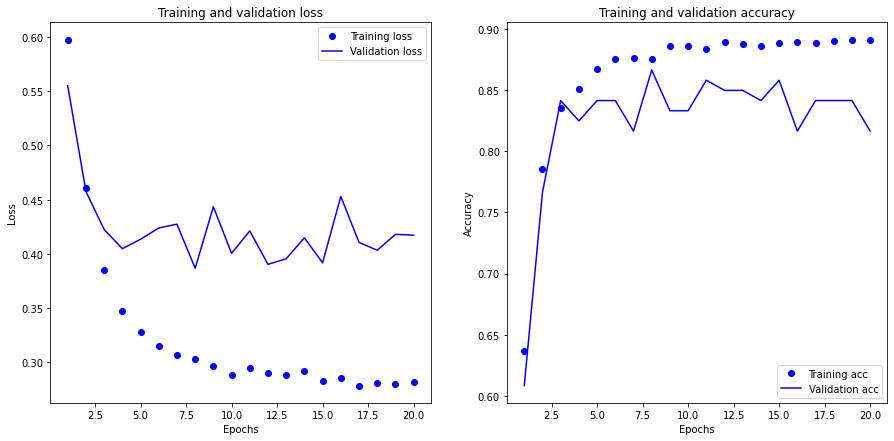 Training and validation loss
0.60
0.55
0.50
0.45
0.40
0.35
0.30
Loss
Training loss
Validation loss
2.5 5.0 7.5 10.0 12.5 15.0 17.5 20.0
Epochs
Training and validation accuracy
0.90
0.85
0.80
0.75
0.70
0.65
0.60
Accuracy
Training acc
Validation acc
2.5 5.0 7.5 10.0 12.5 15.0 17.5 20.0
Epochs